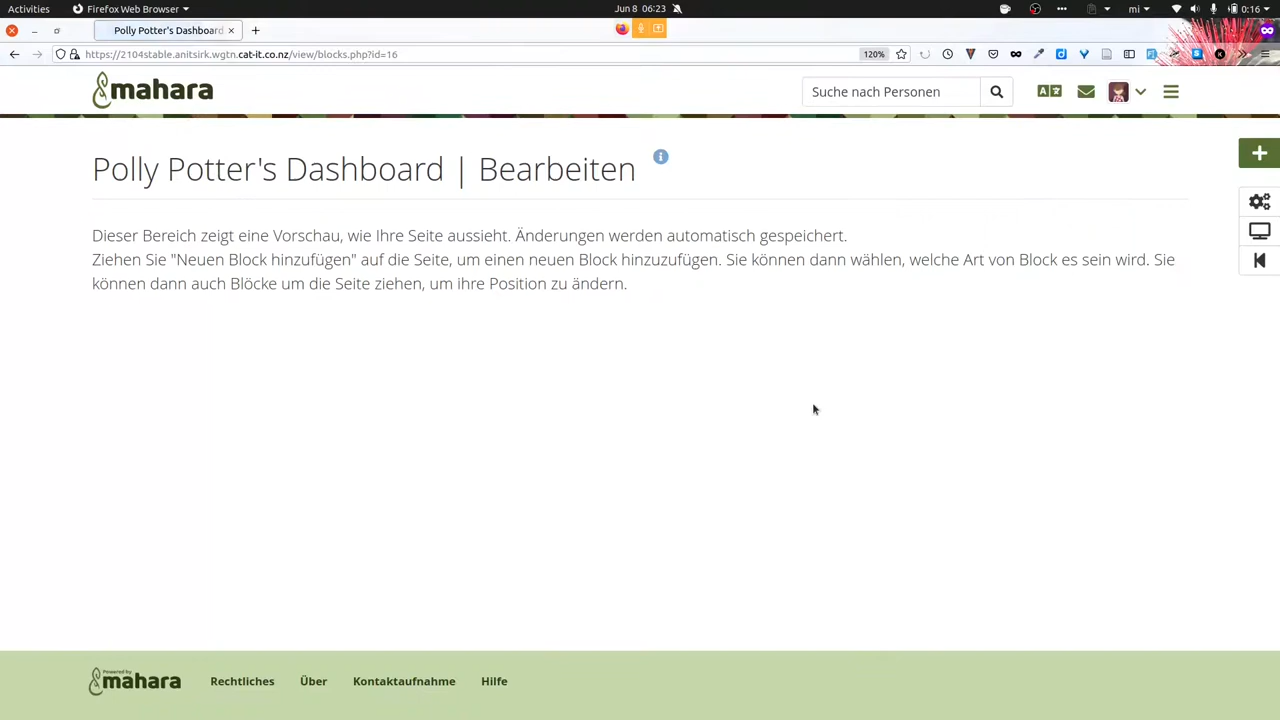 Activities
Firefox Web Browser
Jun 8 06:23
mi
0:16
Polly Potter's Dashboard
https://2104stable.anitsirk.wgtn.cat-it.co.nz/view/blocks.php?id=16
120%
mahara
Suche nach Personen
Polly Potter's Dashboard | Bearbeiten
Dieser Bereich zeigt eine Vorschau, wie Ihre Seite aussieht. Änderungen werden automatisch gespeichert.
Ziehen Sie "Neuen Block hinzufügen" auf die Seite, um einen neuen Block hinzuzufügen. Sie können dann wählen, welche Art von Block es sein wird. Sie
können dann auch Blöcke um die Seite ziehen, um ihre Position zu ändern.
Powered by
mahara
Rechtliches
Über
Kontaktaufnahme
Hilfe